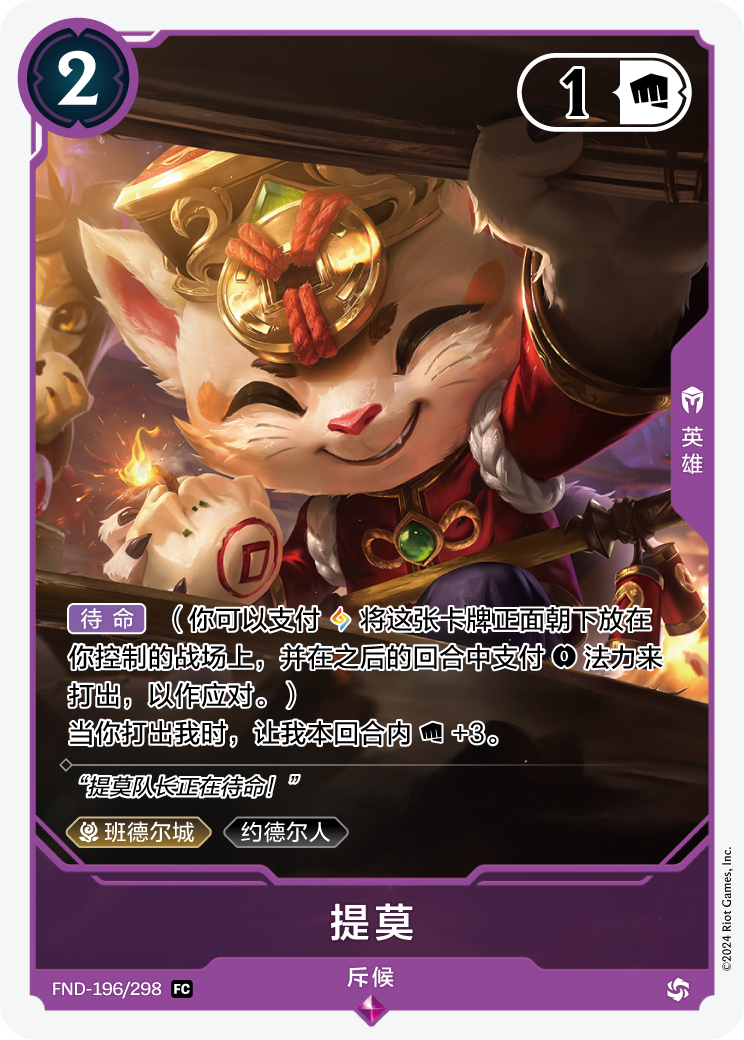 2
1
英雄
待命 （你可以支付 将这张卡牌正面朝下放在
你控制的战场上，并在之后的回合中支付 0 法力来
打出，以作应对。）
当你打出我时，让我本回合内 +3。
“提莫队长正在待命！”
班德尔城 约德尔人
提莫
斥候
FND-196/298 FC
©2024 Riot Games, Inc.